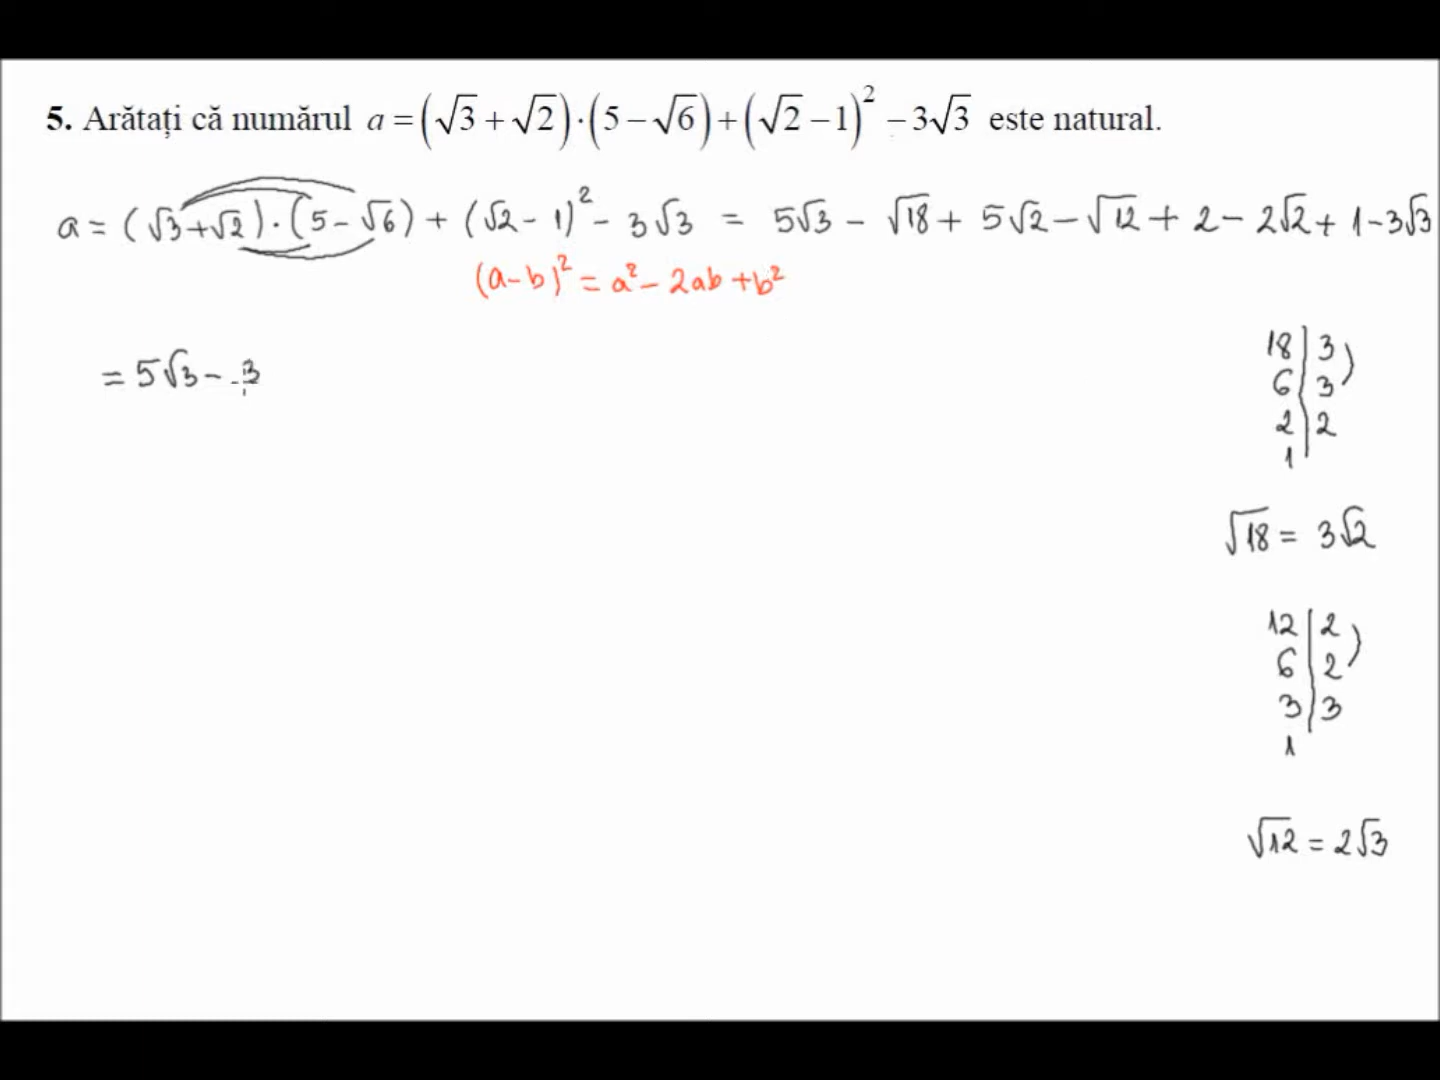 5. Arătați că numărul a = (√3 + √2) · (5 − √6) + (√2 − 1)² − 3√3 este natural.
a = (√3 + √2) · (5 − √6) + (√2 − 1)² − 3√3 = 5√3 − √18 + 5√2 − √12 + 2 − 2√2 + 1 − 3√3
(a − b)² = a² − 2ab + b²
= 5√3 − 3
18 | 3
6 | 3
2 | 2
1
√18 = 3√2
12 | 2
6 | 2
3 | 3
1
√12 = 2√3